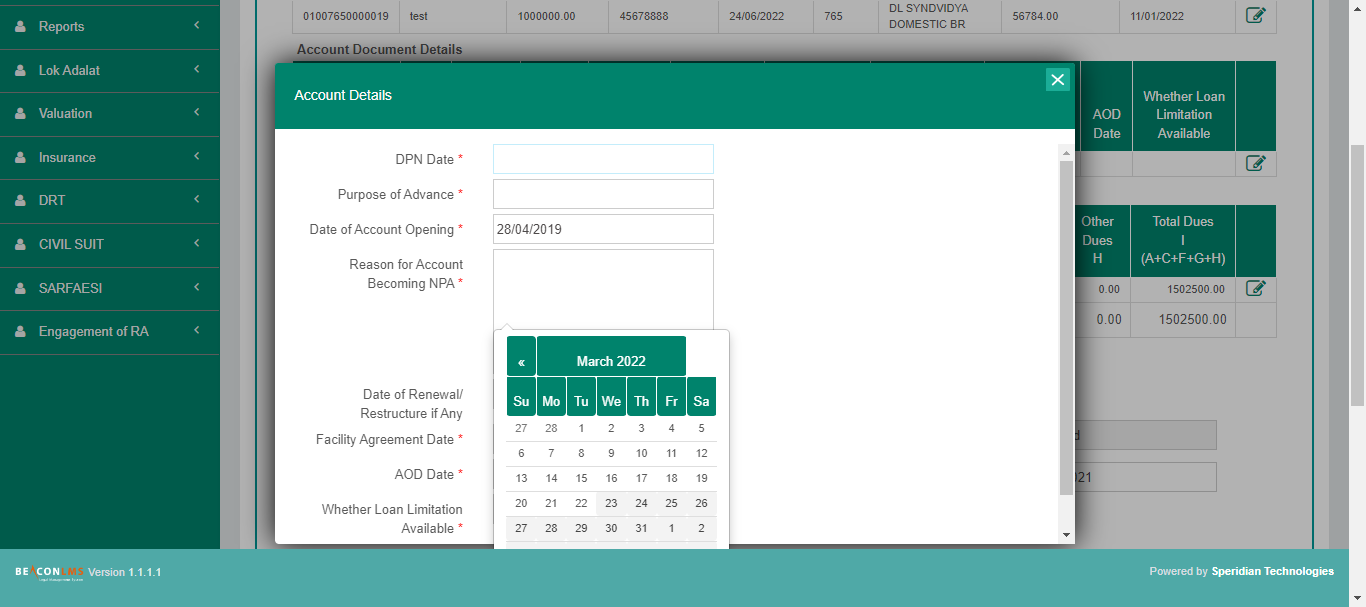 Reports
Lok Adalat
Valuation
Insurance
DRT
CIVIL SUIT
SARFAESI
Engagement of RA
01007650000019 test 1000000.00 45678888 24/06/2022 765 DL SYNDVIDYA DOMESTIC BR 56784.00 11/01/2022
Account Document Details
AOD Date
Whether Loan Limitation Available
Other Dues H
Total Dues I (A+C+F+G+H)
0.00 1502500.00
0.00 1502500.00
d
021
Account Details
DPN Date *
Purpose of Advance *
Date of Account Opening * 28/04/2019
Reason for Account
Becoming NPA *
Date of Renewal/
Restructure if Any
Facility Agreement Date *
AOD Date *
Whether Loan Limitation
Available *
« March 2022
Su Mo Tu We Th Fr Sa
27 28 1 2 3 4 5
6 7 8 9 10 11 12
13 14 15 16 17 18 19
20 21 22 23 24 25 26
27 28 29 30 31 1 2
BEACONLMS Version 1.1.1.1
Powered by Speridian Technologies